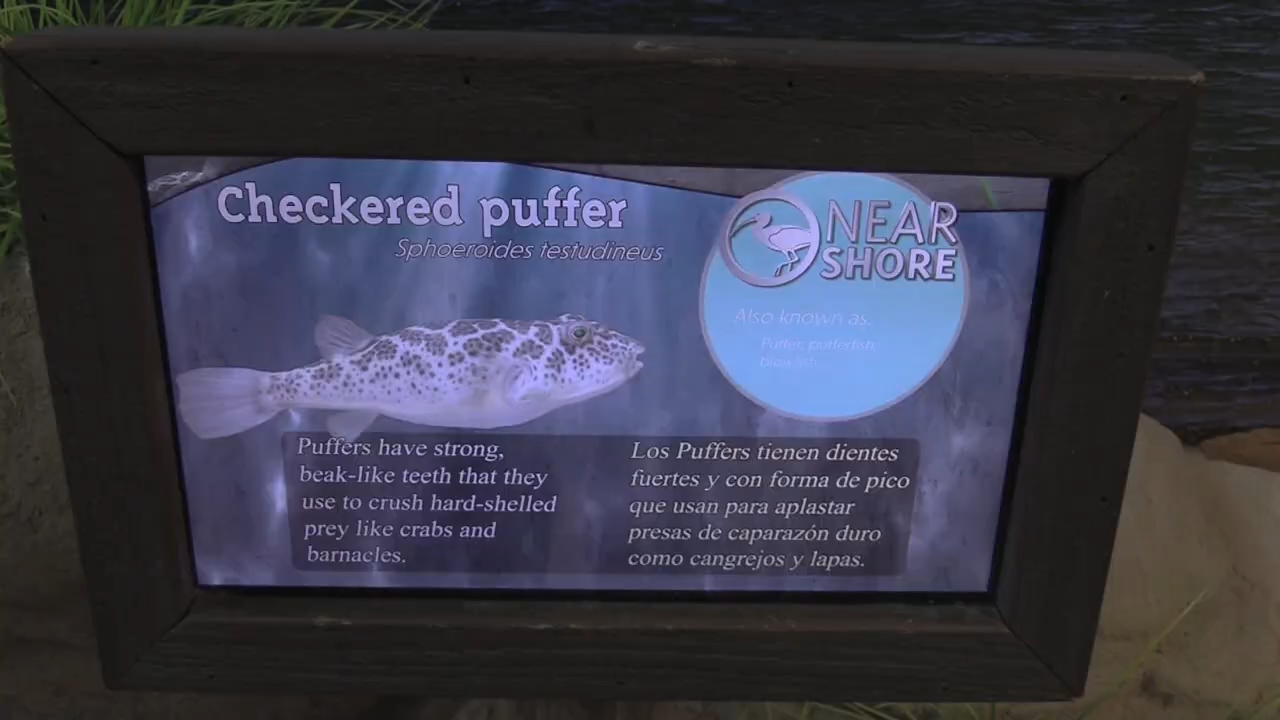 Checkered puffer
Sphoeroides testudineus
NEAR
SHORE
Also known as:
Puffer, pufferfish,
Puffers have strong,
beak-like teeth that they
use to crush hard-shelled
prey like crabs and
barnacles.
Los Puffers tienen dientes
fuertes y con forma de pico
que usan para aplastar
presas de caparazón duro
como cangrejos y lapas.